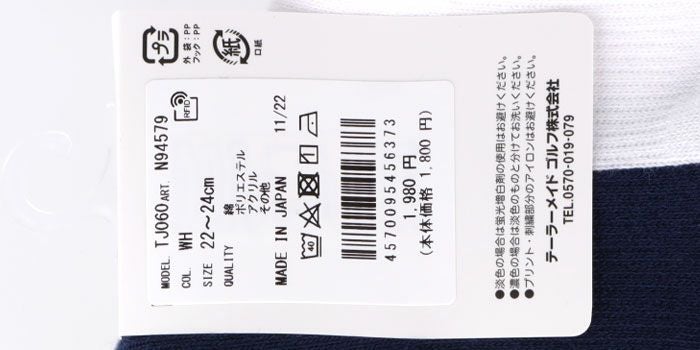 プラ
外袋:PP
フック:PP
紙
口紙
RFID
MODEL. TJ060 ART. N94579
COL. WH
SIZE 22〜24cm
QUALITY
綿
ポリエステル
アクリル
その他
MADE IN JAPAN 11/22
40
4570095456373
1,980 円
(本体価格 1,800 円)
●淡色の場合は蛍光増白剤の使用はお避けください。
●濃色の場合は淡色のものと分けてお洗いください。
●プリント・刺繍部分のアイロンはお避けください。
テーラーメイド ゴルフ株式会社
TEL.0570-019-079